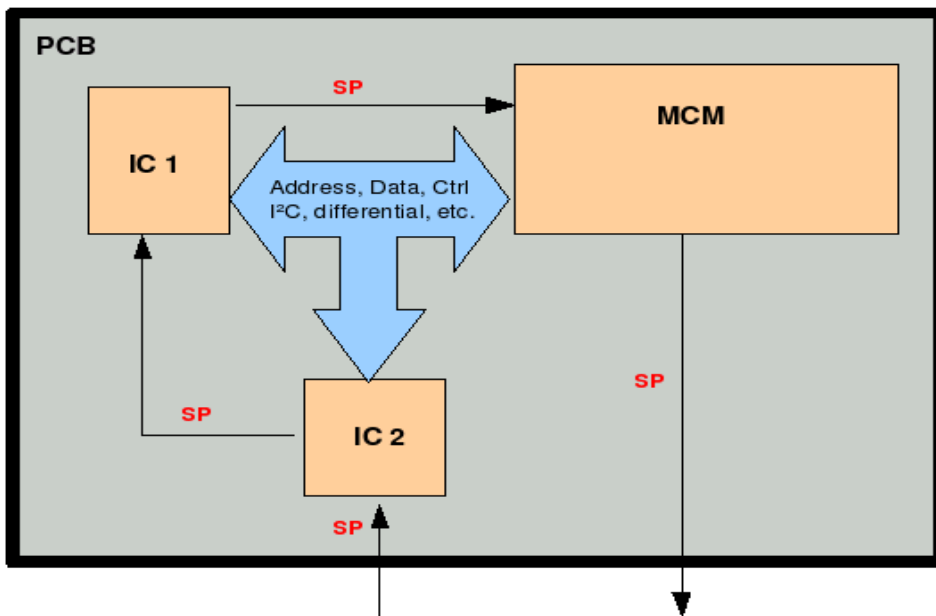 PCB
SP
MCM
IC 1
Address, Data, Ctrl
I²C, differential, etc.
SP
SP
IC 2
SP